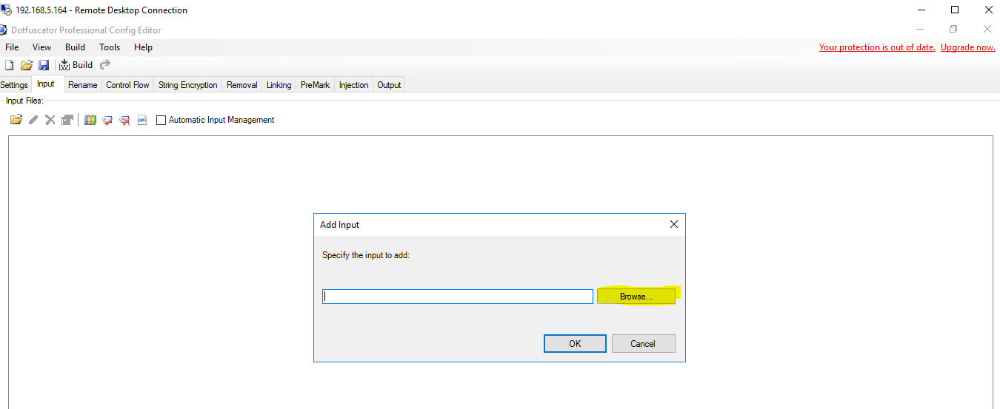 192.168.5.164 - Remote Desktop Connection
Dotfuscator Professional Config Editor
File View Build Tools Help Your protection is out of date. Upgrade now.
Build
Settings Input Rename Control Flow String Encryption Removal Linking PreMark Injection Output
Input Files:
Automatic Input Management
Add Input
Specify the input to add:
Browse...
OK Cancel